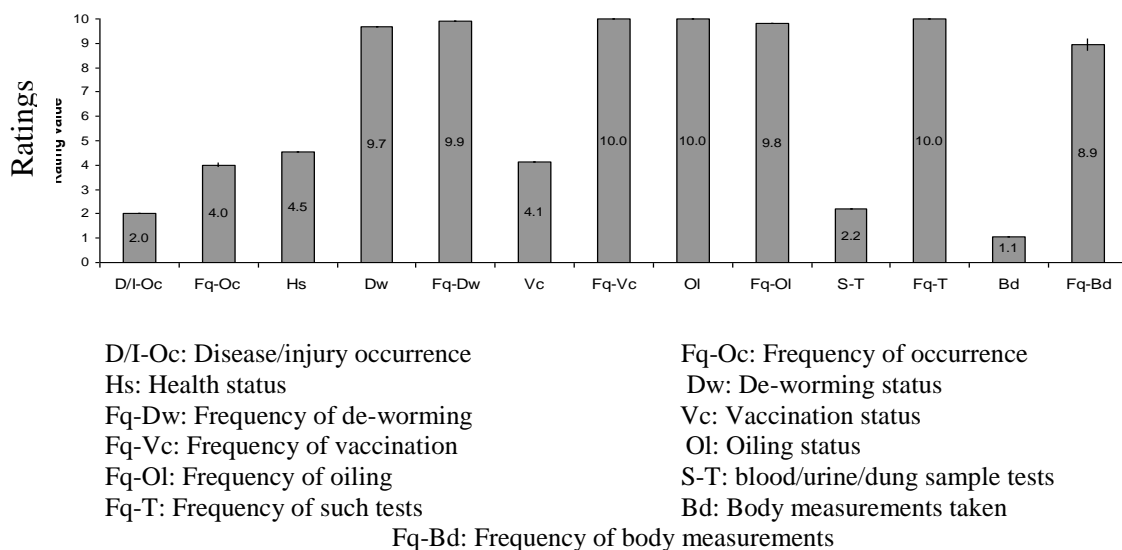 10
9
8
7
6
5
4
3
2
1
0
Ratings
Rating value
2.0
4.0
4.5
9.7
9.9
4.1
10.0
10.0
9.8
2.2
10.0
1.1
8.9
D/I-Oc Fq-Oc Hs Dw Fq-Dw Vc Fq-Vc Ol Fq-Ol S-T Fq-T Bd Fq-Bd
D/I-Oc: Disease/injury occurrence Fq-Oc: Frequency of occurrence
Hs: Health status Dw: De-worming status
Fq-Dw: Frequency of de-worming Vc: Vaccination status
Fq-Vc: Frequency of vaccination Ol: Oiling status
Fq-Ol: Frequency of oiling S-T: blood/urine/dung sample tests
Fq-T: Frequency of such tests Bd: Body measurements taken
Fq-Bd: Frequency of body measurements